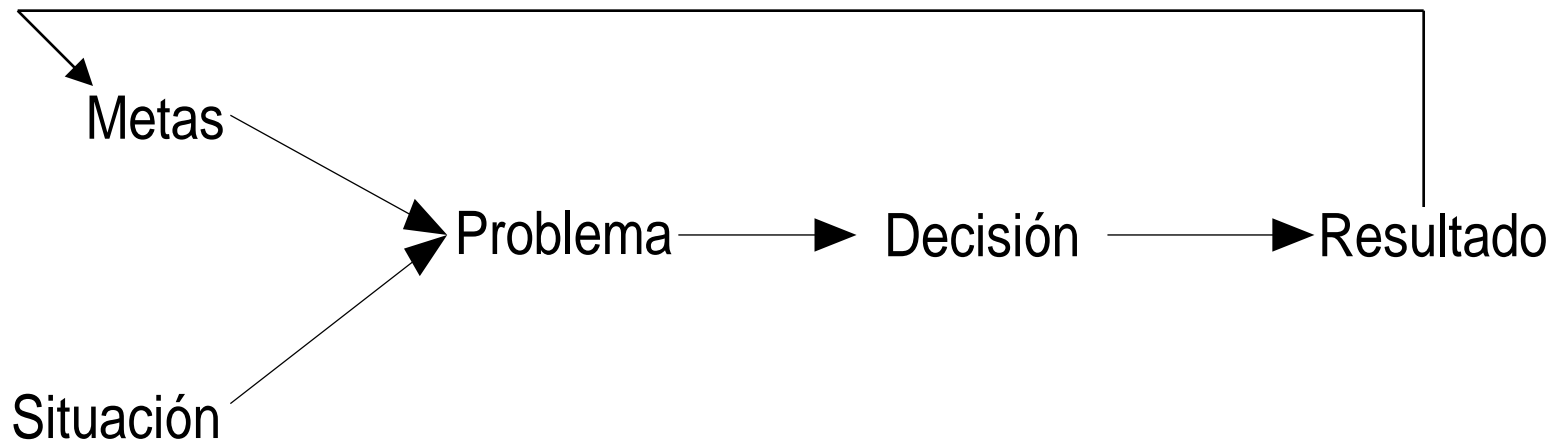 Metas
Problema
Decisión
Resultado
Situación